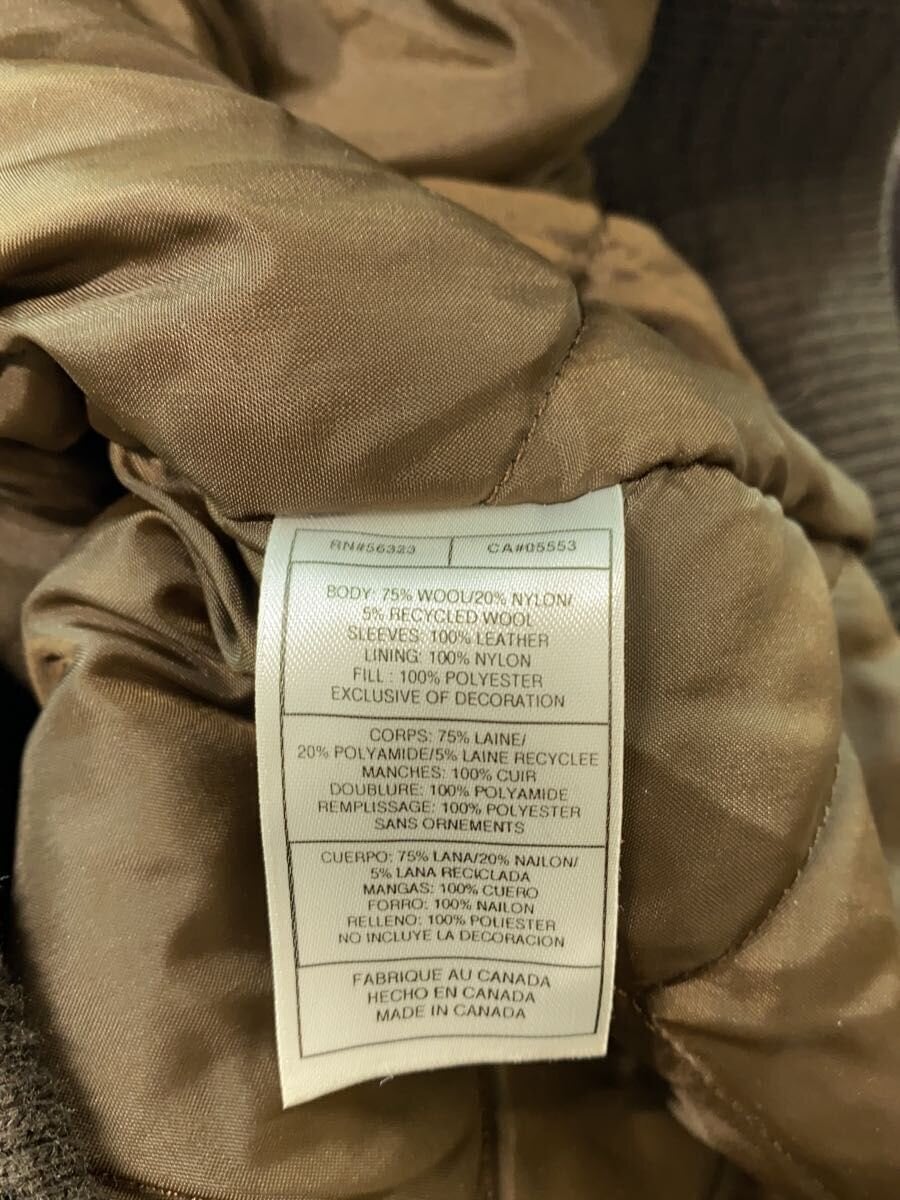 RN#56323 CA#05553
BODY: 75% WOOL/20% NYLON/
5% RECYCLED WOOL
SLEEVES: 100% LEATHER
LINING: 100% NYLON
FILL : 100% POLYESTER
EXCLUSIVE OF DECORATION
CORPS: 75% LAINE/
20% POLYAMIDE/5% LAINE RECYCLEE
MANCHES: 100% CUIR
DOUBLURE: 100% POLYAMIDE
REMPLISSAGE: 100% POLYESTER
SANS ORNEMENTS
CUERPO: 75% LANA/20% NAILON/
5% LANA RECICLADA
MANGAS: 100% CUERO
FORRO: 100% NAILON
RELLENO: 100% POLIESTER
NO INCLUYE LA DECORACION
FABRIQUE AU CANADA
HECHO EN CANADA
MADE IN CANADA